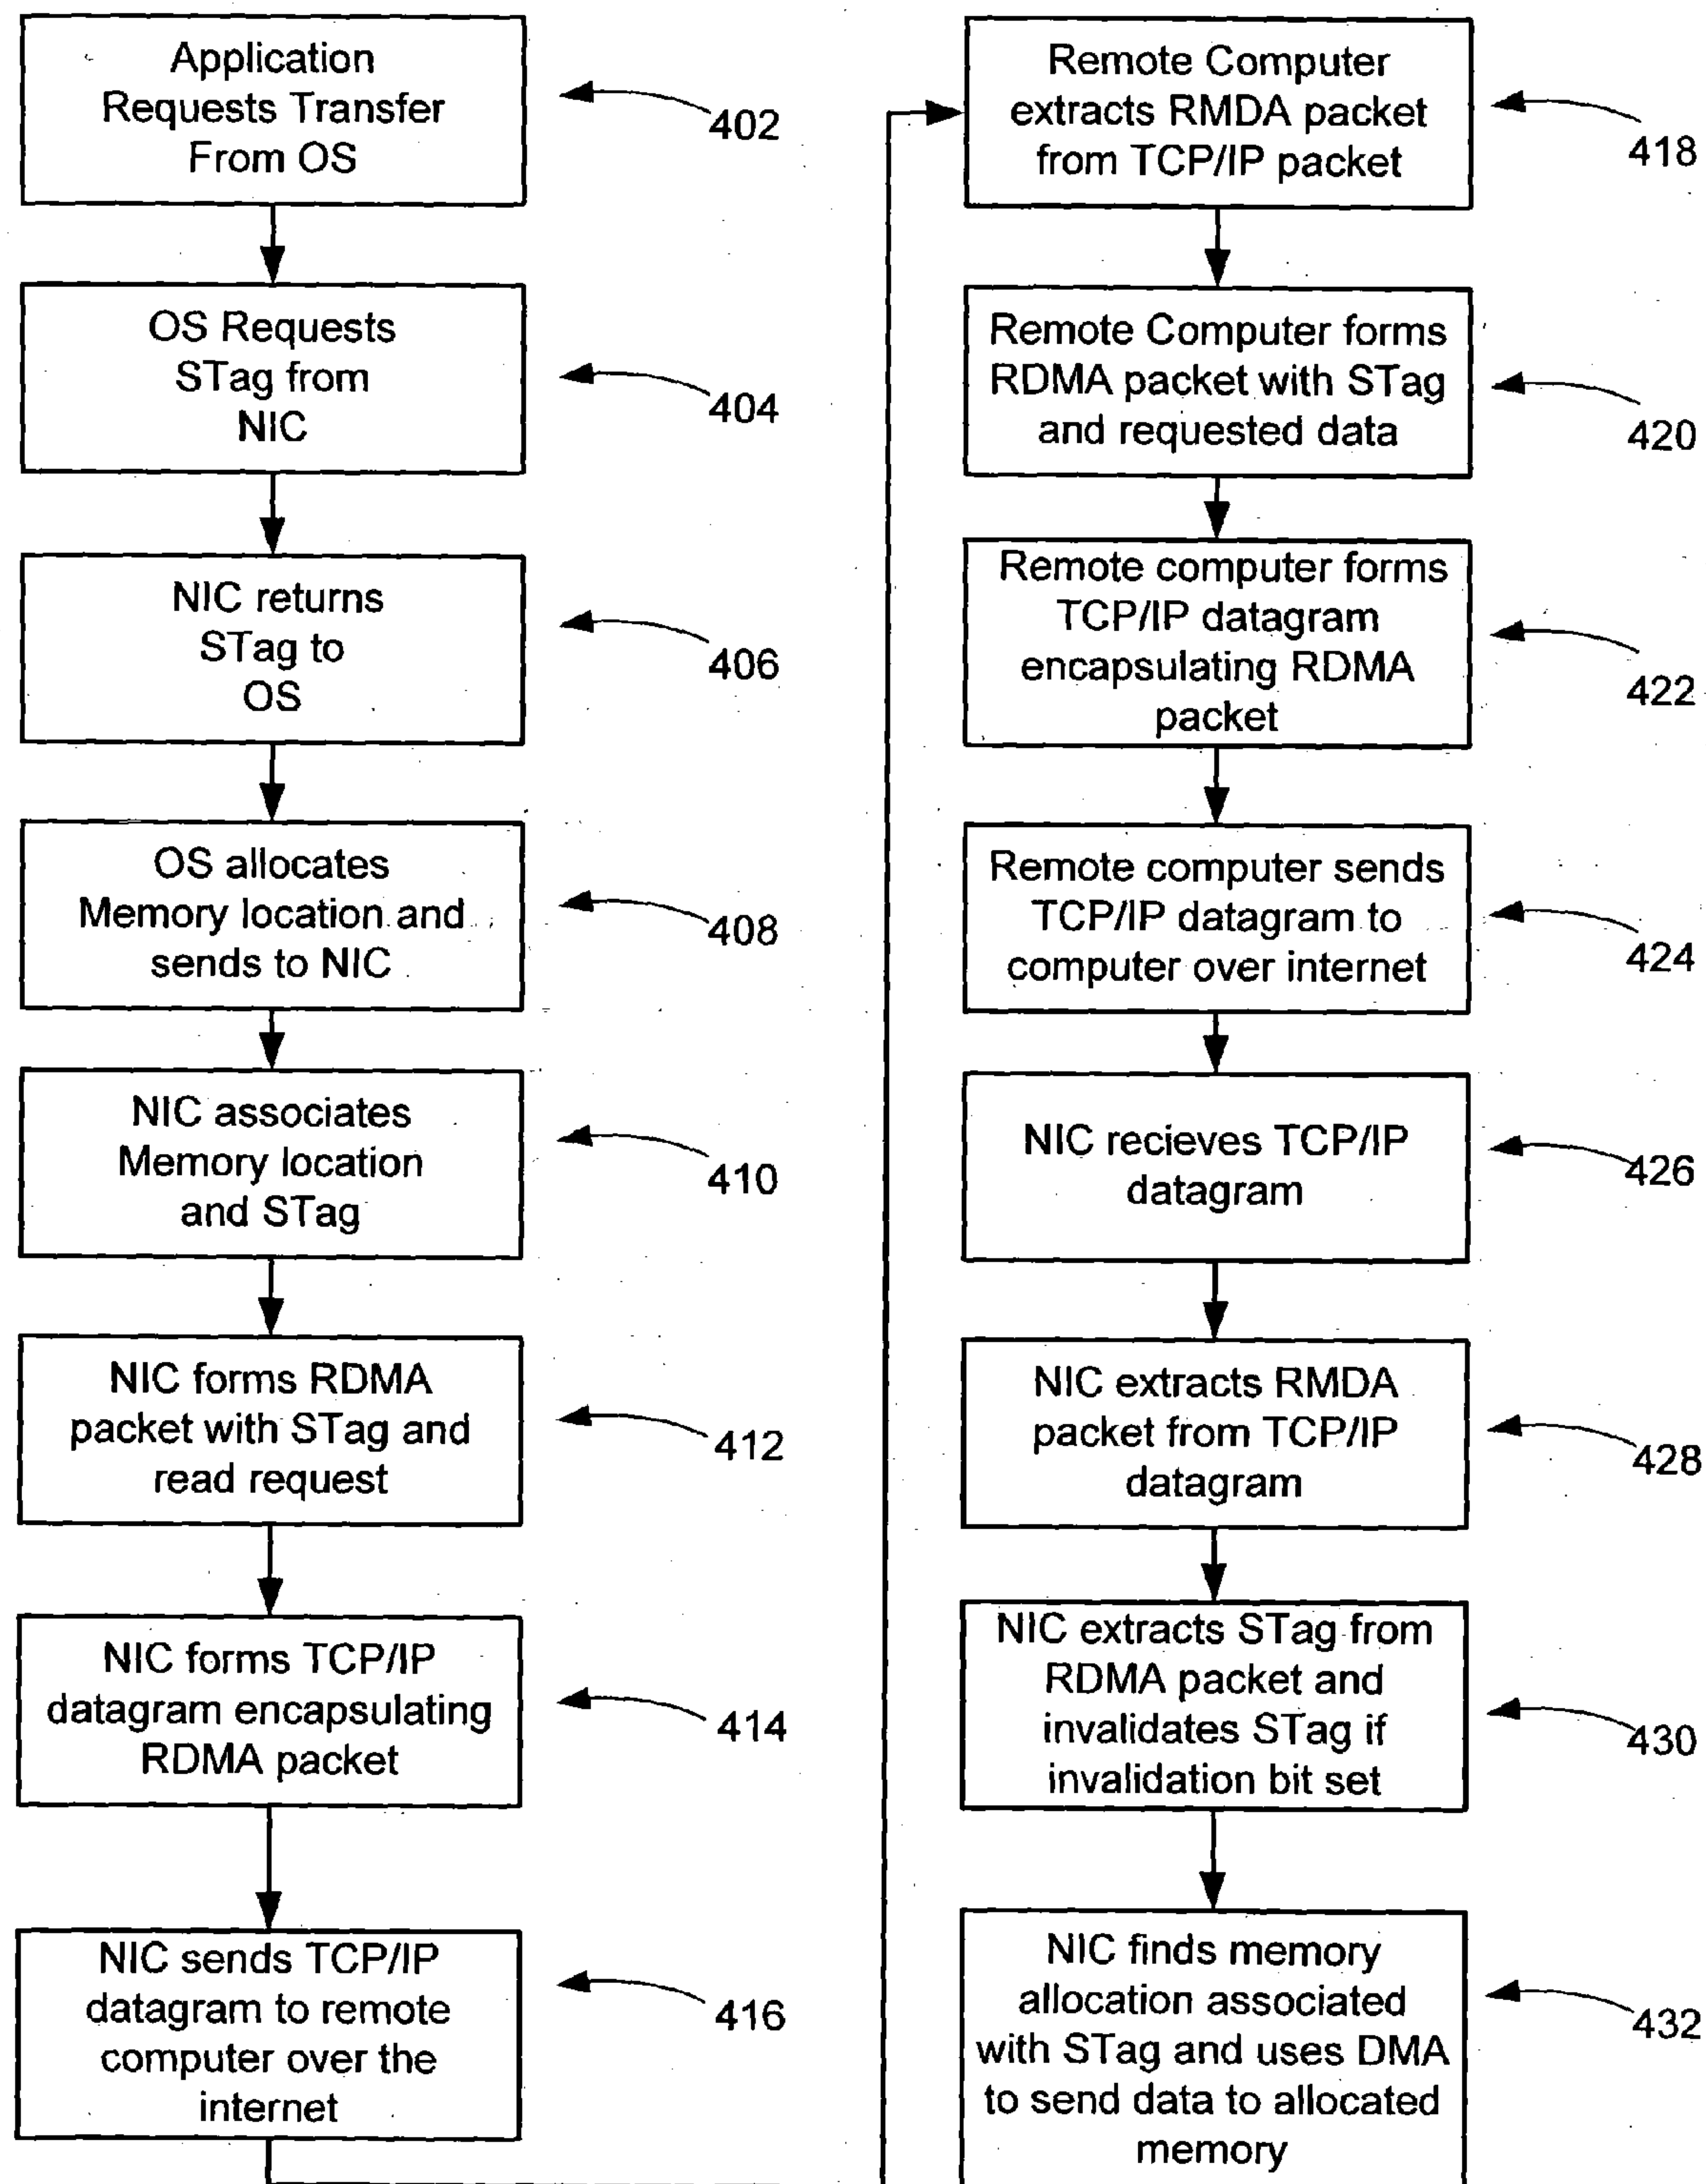 Application
Requests Transfer
From OS
402
OS Requests
STag from
NIC
404
NIC returns
STag to
OS
406
OS allocates
Memory location and
sends to NIC
408
NIC associates
Memory location
and STag
410
NIC forms RDMA
packet with STag and
read request
412
NIC forms TCP/IP
datagram encapsulating
RDMA packet
414
NIC sends TCP/IP
datagram to remote
computer over the
internet
416
Remote Computer
extracts RMDA packet
from TCP/IP packet
418
Remote Computer forms
RDMA packet with STag
and requested data
420
Remote computer forms
TCP/IP datagram
encapsulating RDMA
packet
422
Remote computer sends
TCP/IP datagram to
computer over internet
424
NIC recieves TCP/IP
datagram
426
NIC extracts RMDA
packet from TCP/IP
datagram
428
NIC extracts STag from
RDMA packet and
invalidates STag if
invalidation bit set
430
NIC finds memory
allocation associated
with STag and uses DMA
to send data to allocated
memory
432